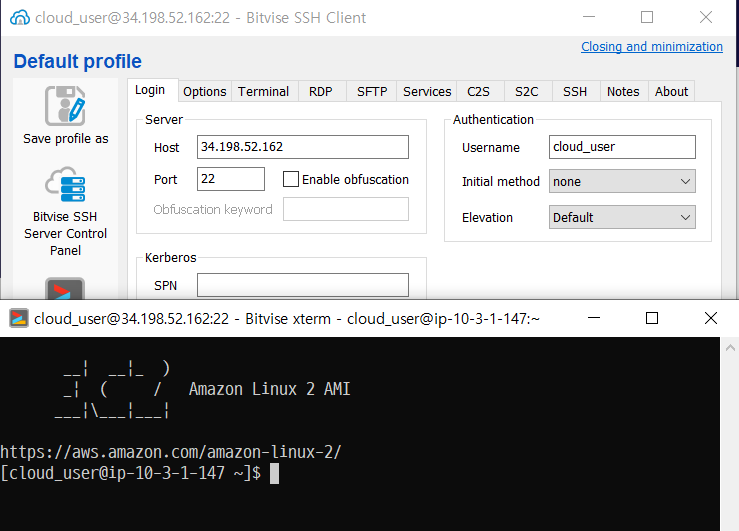 cloud_user@34.198.52.162:22 - Bitvise SSH Client
Closing and minimization
Default profile
Save profile as
Bitvise SSH
Server Control
Panel
Login Options Terminal RDP SFTP Services C2S S2C SSH Notes About
Server
Host 34.198.52.162
Port 22 Enable obfuscation
Obfuscation keyword
Kerberos
SPN
Authentication
Username cloud_user
Initial method none
Elevation Default
cloud_user@34.198.52.162:22 - Bitvise xterm - cloud_user@ip-10-3-1-147:~
__| __|_ )
_| ( / Amazon Linux 2 AMI
___|\___|___|
https://aws.amazon.com/amazon-linux-2/
[cloud_user@ip-10-3-1-147 ~]$